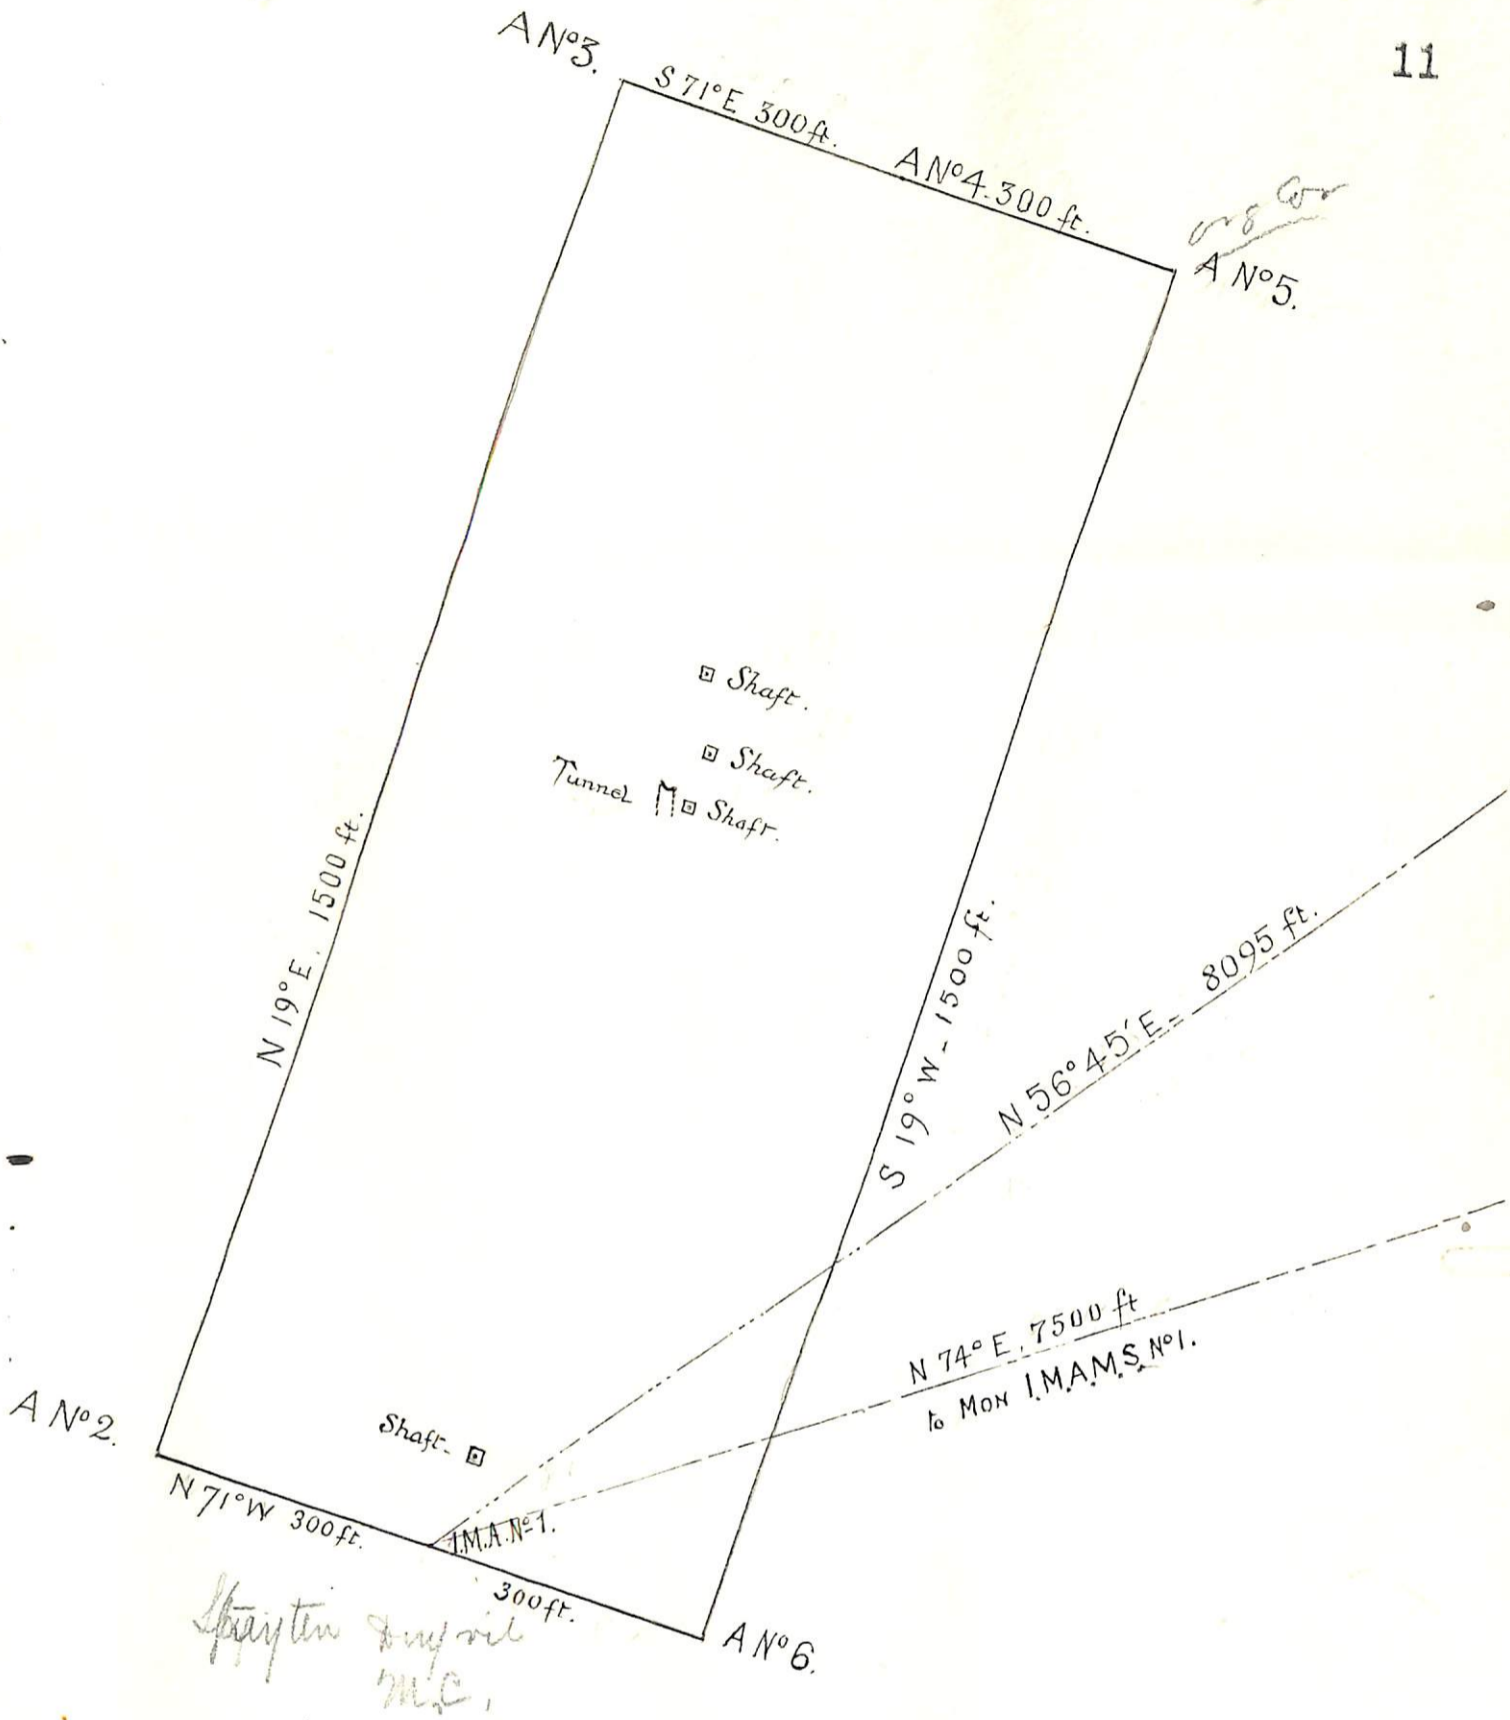 11
A Nº3.
S 71° E 300 ft.
A Nº4. 300 ft.
org Cor
A Nº5.
Shaft.
Shaft.
Tunnel
Shaft.
N 19° E. 1500 ft.
S 19° W - 1500 ft.
N 56° 45' E - 8095 ft.
N 74° E, 7500 ft
to Mon I.M.A.M.S. Nº1.
A Nº2.
Shaft.
N 71° W 300 ft.
I.M.A. Nº1.
300 ft.
A Nº6.
M.C.